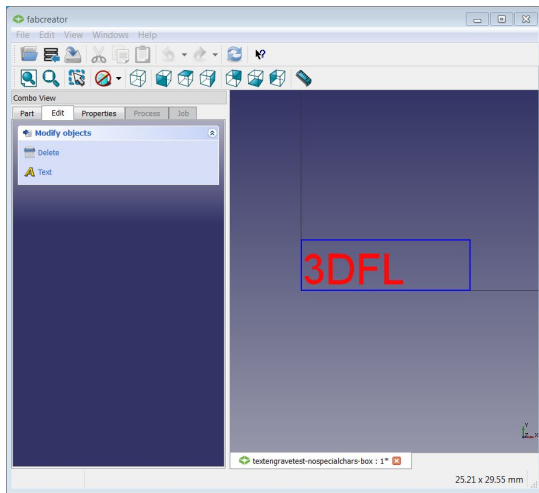 fabcreator
File Edit View Windows Help
Combo View
Part Edit Properties Process Job
Modify objects
Delete
Text
3DFL
Y
Z X
textengravetest-nospecialchars-box : 1*
25.21 x 29.55 mm